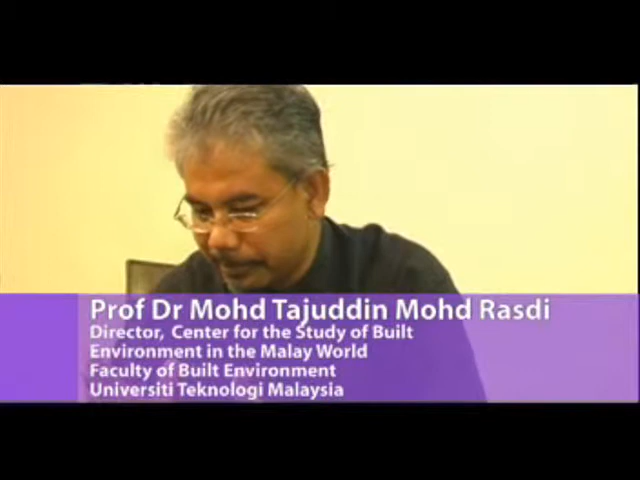 Prof Dr Mohd Tajuddin Mohd Rasdi
Director, Center for the Study of Built
Environment in the Malay World
Faculty of Built Environment
Universiti Teknologi Malaysia